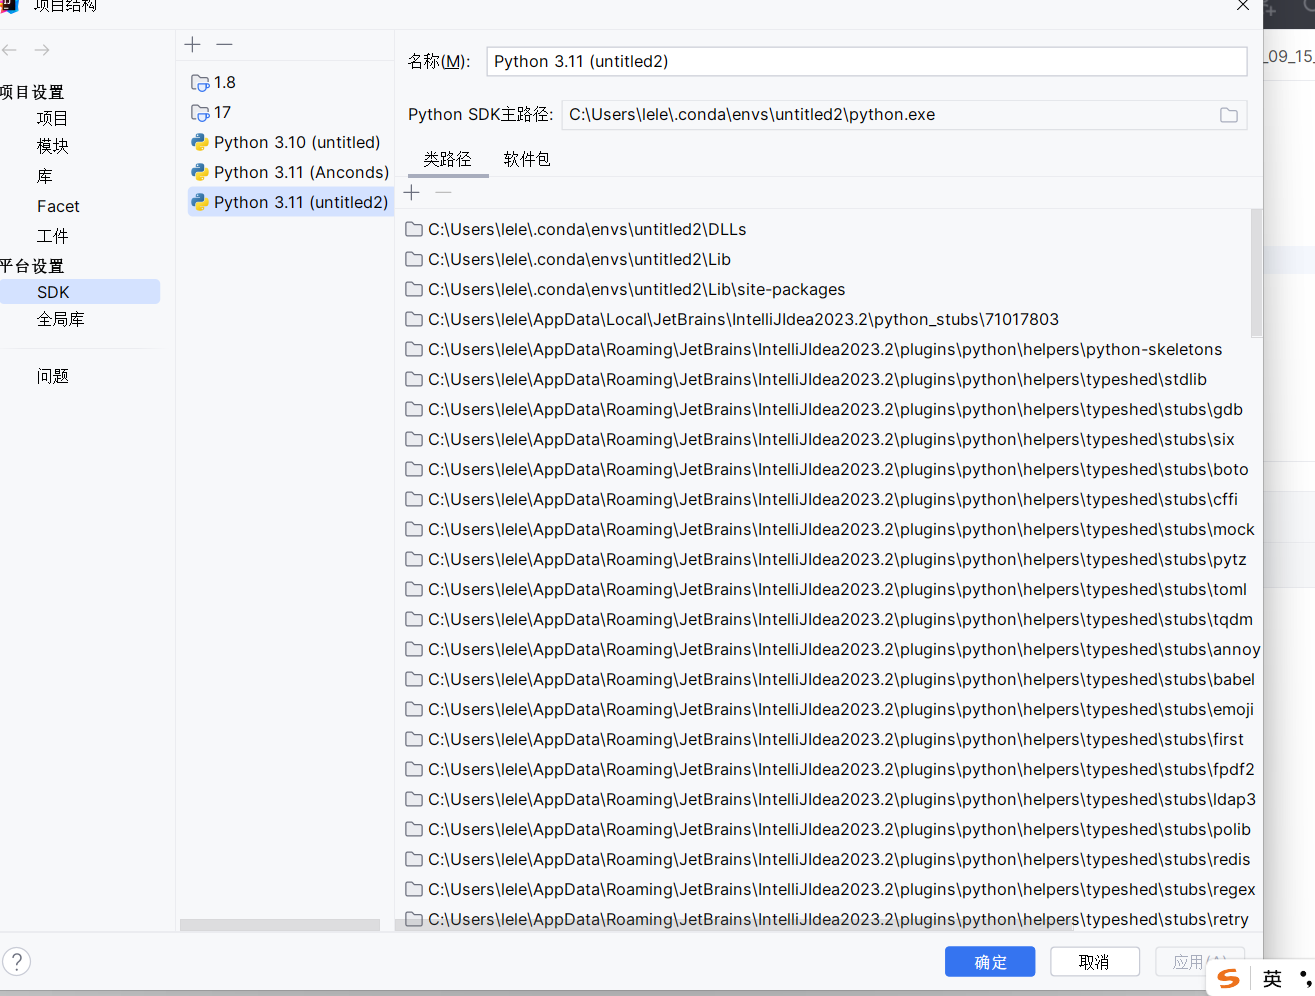 项目结构
_09_15_
项目设置
项目
模块
库
Facet
工件
平台设置
SDK
全局库
问题
1.8
17
Python 3.10 (untitled)
Python 3.11 (Anconds)
Python 3.11 (untitled2)
名称(M): Python 3.11 (untitled2)
Python SDK主路径: C:\Users\lele\.conda\envs\untitled2\python.exe
类路径 软件包
C:\Users\lele\.conda\envs\untitled2\DLLs
C:\Users\lele\.conda\envs\untitled2\Lib
C:\Users\lele\.conda\envs\untitled2\Lib\site-packages
C:\Users\lele\AppData\Local\JetBrains\IntelliJIdea2023.2\python_stubs\71017803
C:\Users\lele\AppData\Roaming\JetBrains\IntelliJIdea2023.2\plugins\python\helpers\python-skeletons
C:\Users\lele\AppData\Roaming\JetBrains\IntelliJIdea2023.2\plugins\python\helpers\typeshed\stdlib
C:\Users\lele\AppData\Roaming\JetBrains\IntelliJIdea2023.2\plugins\python\helpers\typeshed\stubs\gdb
C:\Users\lele\AppData\Roaming\JetBrains\IntelliJIdea2023.2\plugins\python\helpers\typeshed\stubs\six
C:\Users\lele\AppData\Roaming\JetBrains\IntelliJIdea2023.2\plugins\python\helpers\typeshed\stubs\boto
C:\Users\lele\AppData\Roaming\JetBrains\IntelliJIdea2023.2\plugins\python\helpers\typeshed\stubs\cffi
C:\Users\lele\AppData\Roaming\JetBrains\IntelliJIdea2023.2\plugins\python\helpers\typeshed\stubs\mock
C:\Users\lele\AppData\Roaming\JetBrains\IntelliJIdea2023.2\plugins\python\helpers\typeshed\stubs\pytz
C:\Users\lele\AppData\Roaming\JetBrains\IntelliJIdea2023.2\plugins\python\helpers\typeshed\stubs\toml
C:\Users\lele\AppData\Roaming\JetBrains\IntelliJIdea2023.2\plugins\python\helpers\typeshed\stubs\tqdm
C:\Users\lele\AppData\Roaming\JetBrains\IntelliJIdea2023.2\plugins\python\helpers\typeshed\stubs\annoy
C:\Users\lele\AppData\Roaming\JetBrains\IntelliJIdea2023.2\plugins\python\helpers\typeshed\stubs\babel
C:\Users\lele\AppData\Roaming\JetBrains\IntelliJIdea2023.2\plugins\python\helpers\typeshed\stubs\emoji
C:\Users\lele\AppData\Roaming\JetBrains\IntelliJIdea2023.2\plugins\python\helpers\typeshed\stubs\first
C:\Users\lele\AppData\Roaming\JetBrains\IntelliJIdea2023.2\plugins\python\helpers\typeshed\stubs\fpdf2
C:\Users\lele\AppData\Roaming\JetBrains\IntelliJIdea2023.2\plugins\python\helpers\typeshed\stubs\ldap3
C:\Users\lele\AppData\Roaming\JetBrains\IntelliJIdea2023.2\plugins\python\helpers\typeshed\stubs\polib
C:\Users\lele\AppData\Roaming\JetBrains\IntelliJIdea2023.2\plugins\python\helpers\typeshed\stubs\redis
C:\Users\lele\AppData\Roaming\JetBrains\IntelliJIdea2023.2\plugins\python\helpers\typeshed\stubs\regex
C:\Users\lele\AppData\Roaming\JetBrains\IntelliJIdea2023.2\plugins\python\helpers\typeshed\stubs\retry
? 确定 取消 应用
英